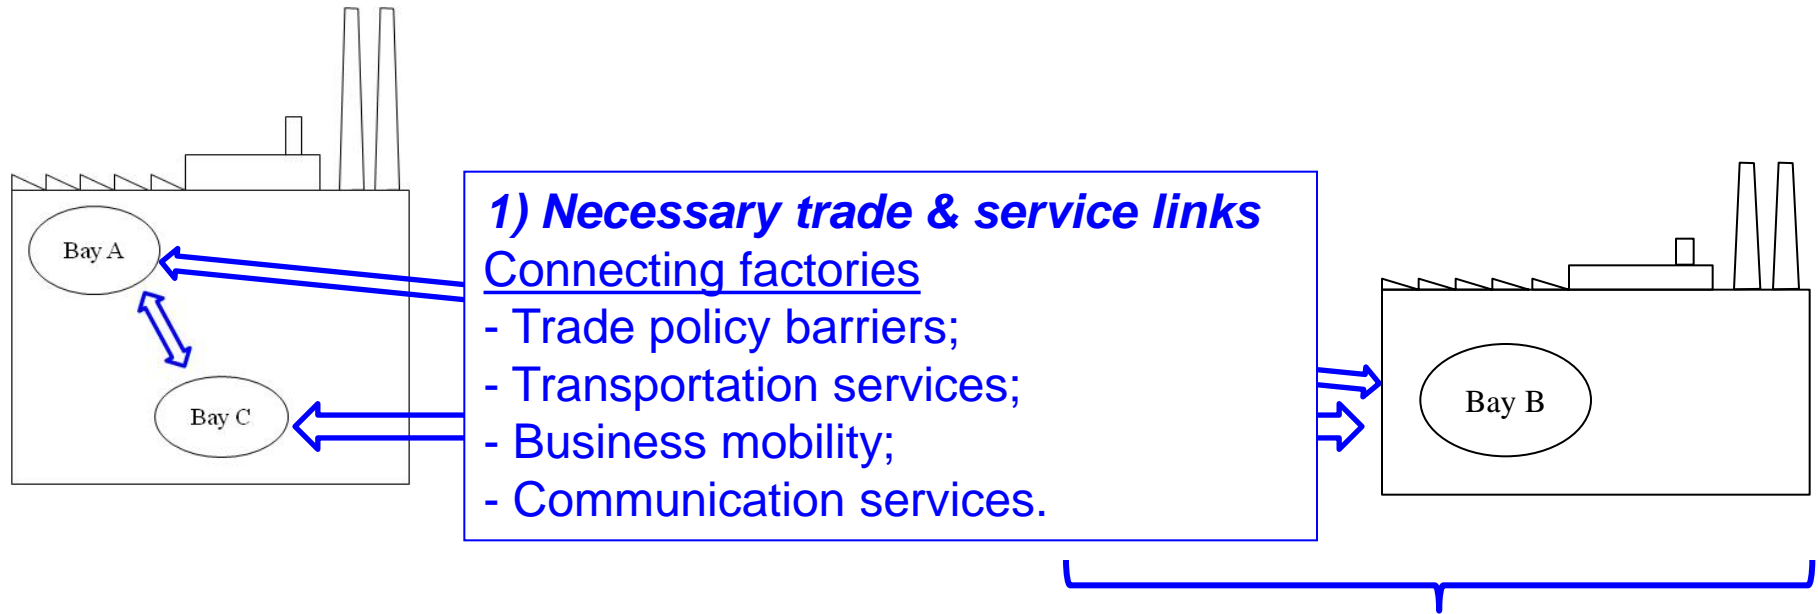 Bay A
Bay C
1) Necessary trade & service links
Connecting factories
- Trade policy barriers;
- Transportation services;
- Business mobility;
- Communication services.
Bay B